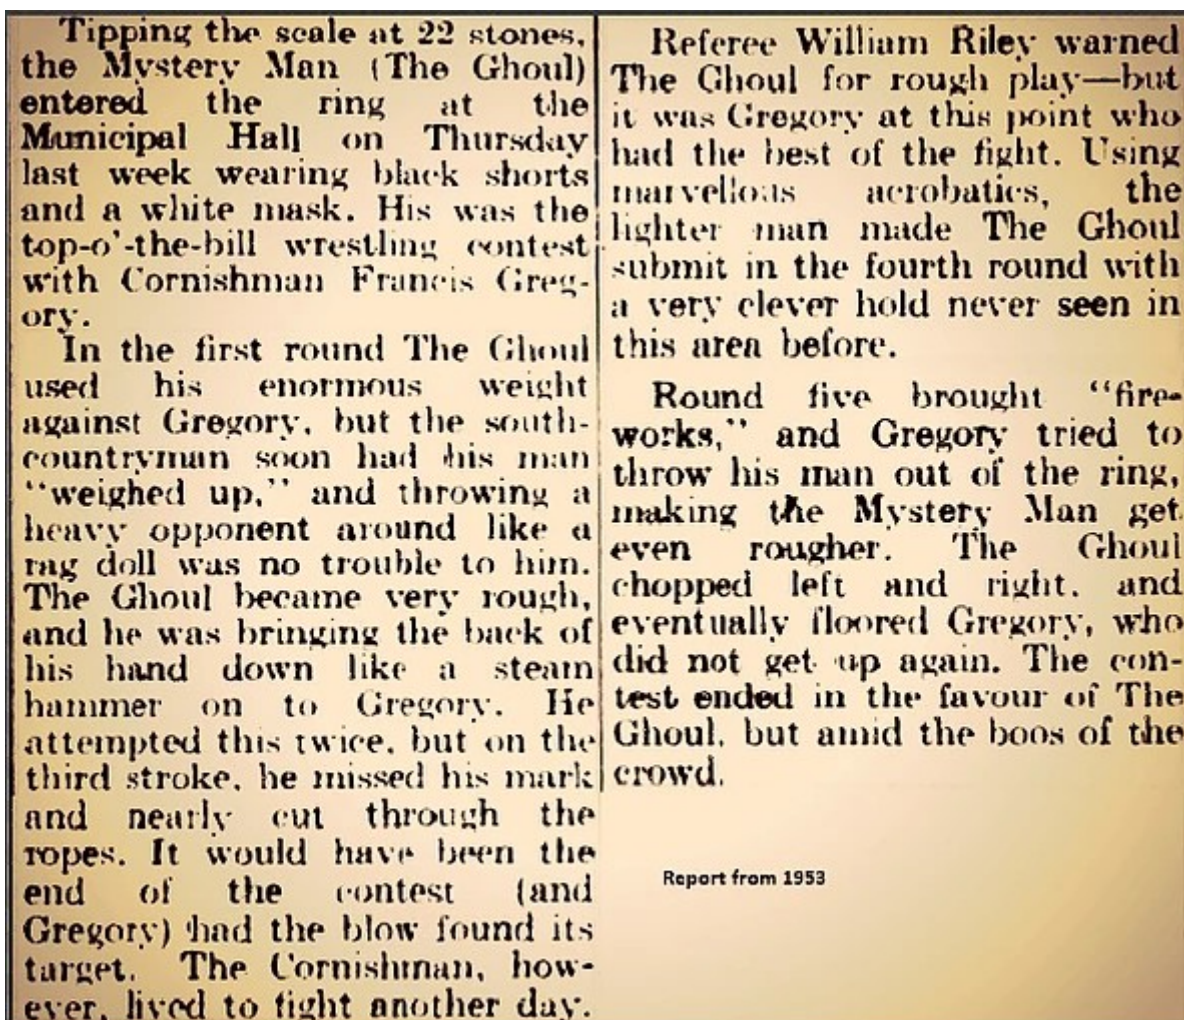 Tipping the scale at 22 stones,
the Mystery Man (The Ghoul)
entered the ring at the
Municipal Hall on Thursday
last week wearing black shorts
and a white mask. His was the
top-o'-the-bill wrestling contest
with Cornishman Francis Greg-
ory.
In the first round The Ghoul
used his enormous weight
against Gregory, but the south-
countryman soon had his man
"weighed up," and throwing a
heavy opponent around like a
rag doll was no trouble to him.
The Ghoul became very rough,
and he was bringing the back of
his hand down like a steam
hammer on to Gregory. He
attempted this twice, but on the
third stroke, he missed his mark
and nearly cut through the
ropes. It would have been the
end of the contest (and
Gregory) had the blow found its
target. The Cornishman, how-
ever, lived to fight another day.
Referee William Riley warned
The Ghoul for rough play—but
it was Gregory at this point who
had the best of the fight. Using
marvellous acrobatics, the
lighter man made The Ghoul
submit in the fourth round with
a very clever hold never seen in
this area before.
Round five brought "fire-
works," and Gregory tried to
throw his man out of the ring,
making the Mystery Man get
even rougher. The Ghoul
chopped left and right, and
eventually floored Gregory, who
did not get up again. The con-
test ended in the favour of The
Ghoul, but amid the boos of the
crowd.
Report from 1953